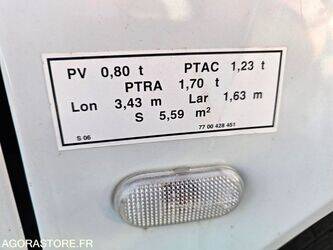 PV 0,80 t PTAC 1,23 t
PTRA 1,70 t
Lon 3,43 m Lar 1,63 m
S 5,59 m²
S 06 77 00 428 451
AGORASTORE.FR